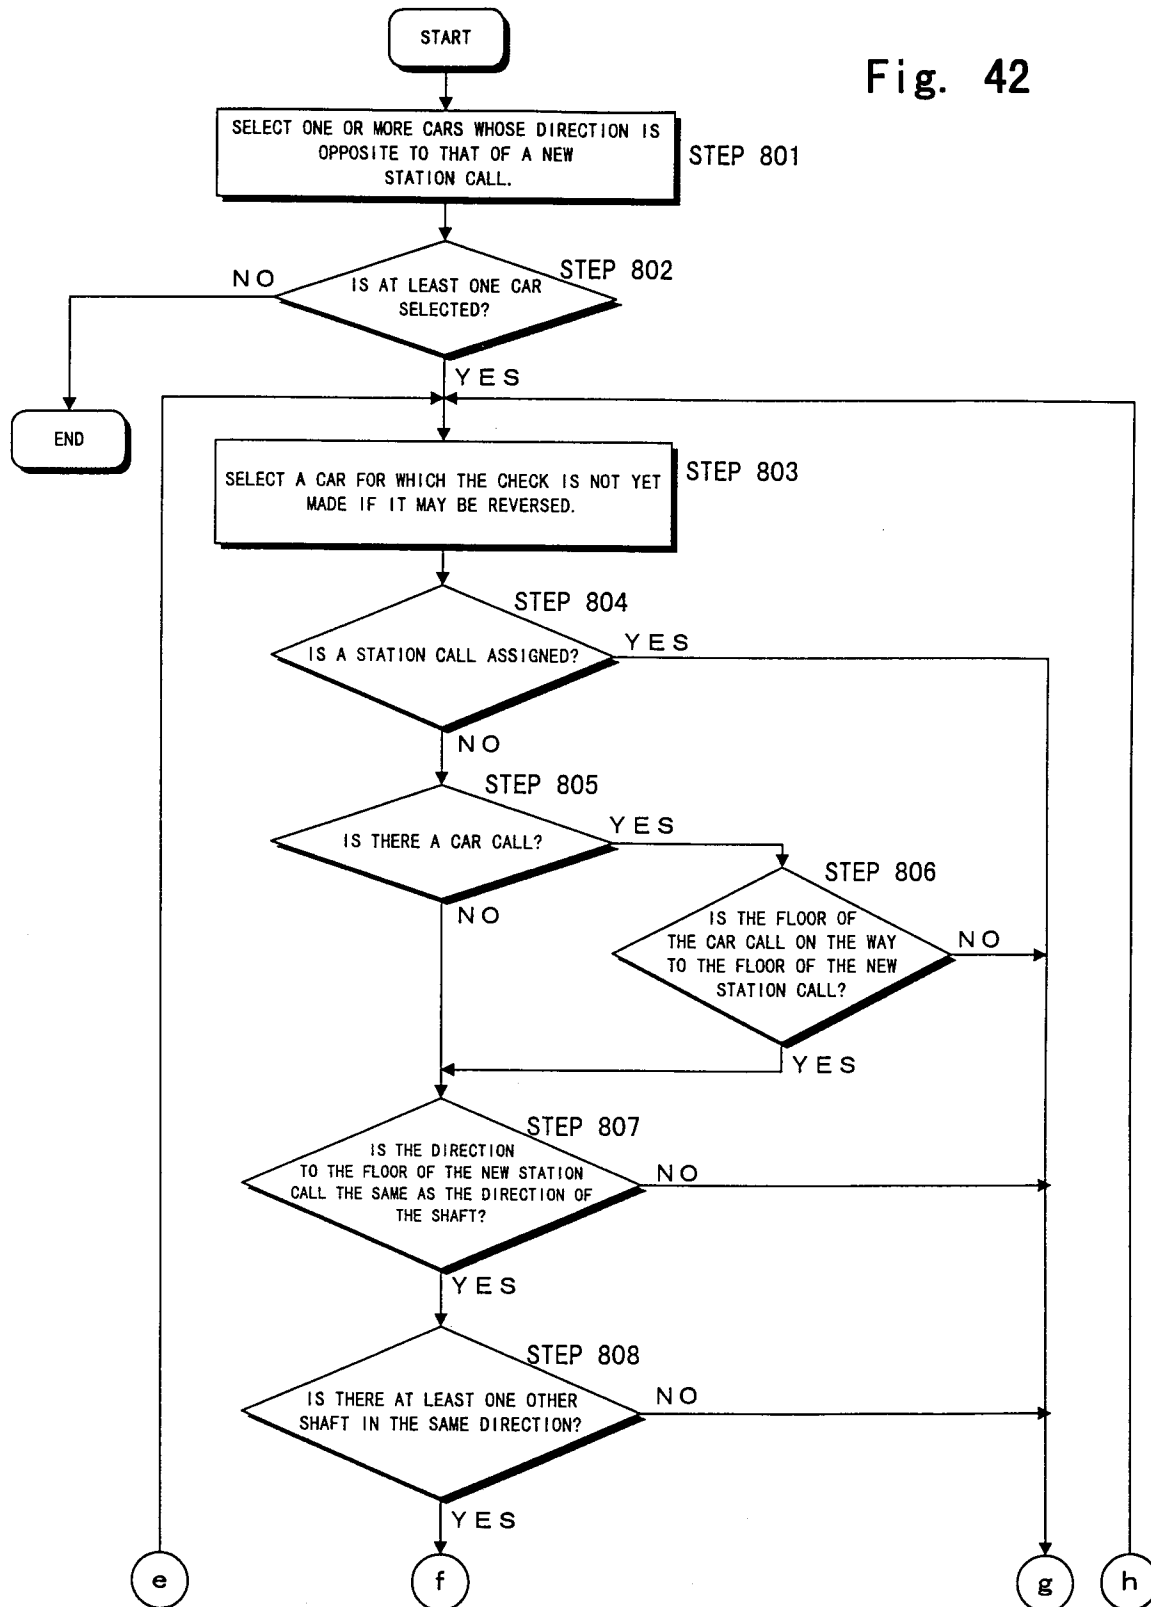 START
Fig. 42
SELECT ONE OR MORE CARS WHOSE DIRECTION IS
OPPOSITE TO THAT OF A NEW
STATION CALL.
STEP 801
STEP 802
NO
IS AT LEAST ONE CAR
SELECTED?
YES
END
SELECT A CAR FOR WHICH THE CHECK IS NOT YET
MADE IF IT MAY BE REVERSED.
STEP 803
STEP 804
IS A STATION CALL ASSIGNED?
YES
NO
STEP 805
IS THERE A CAR CALL?
YES
NO
STEP 806
IS THE FLOOR OF
THE CAR CALL ON THE WAY
TO THE FLOOR OF THE NEW
STATION CALL?
NO
YES
STEP 807
IS THE DIRECTION
TO THE FLOOR OF THE NEW STATION
CALL THE SAME AS THE DIRECTION OF
THE SHAFT?
NO
YES
STEP 808
IS THERE AT LEAST ONE OTHER
SHAFT IN THE SAME DIRECTION?
NO
YES
e
f
g
h